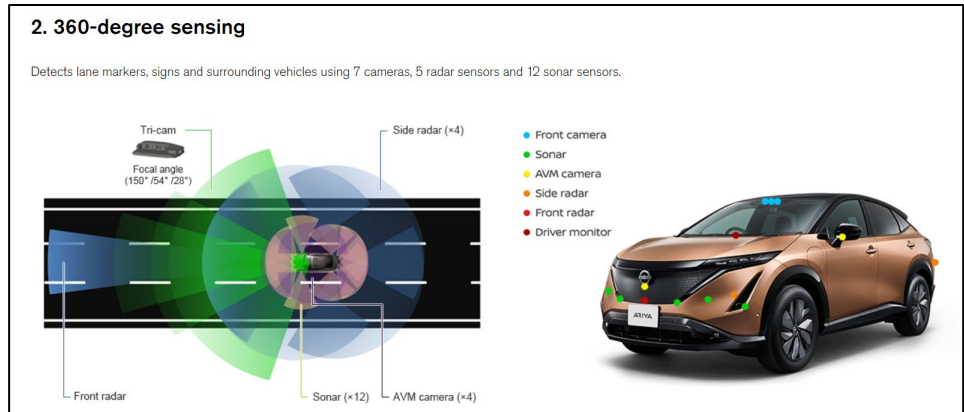 2. 360-degree sensing
Detects lane markers, signs and surrounding vehicles using 7 cameras, 5 radar sensors and 12 sonar sensors.
Tri-cam
Focal angle
(150° /54° /28°)
Side radar (×4)
Front radar
Sonar (×12)
AVM camera (×4)
Front camera
Sonar
AVM camera
Side radar
Front radar
Driver monitor
ARIYA